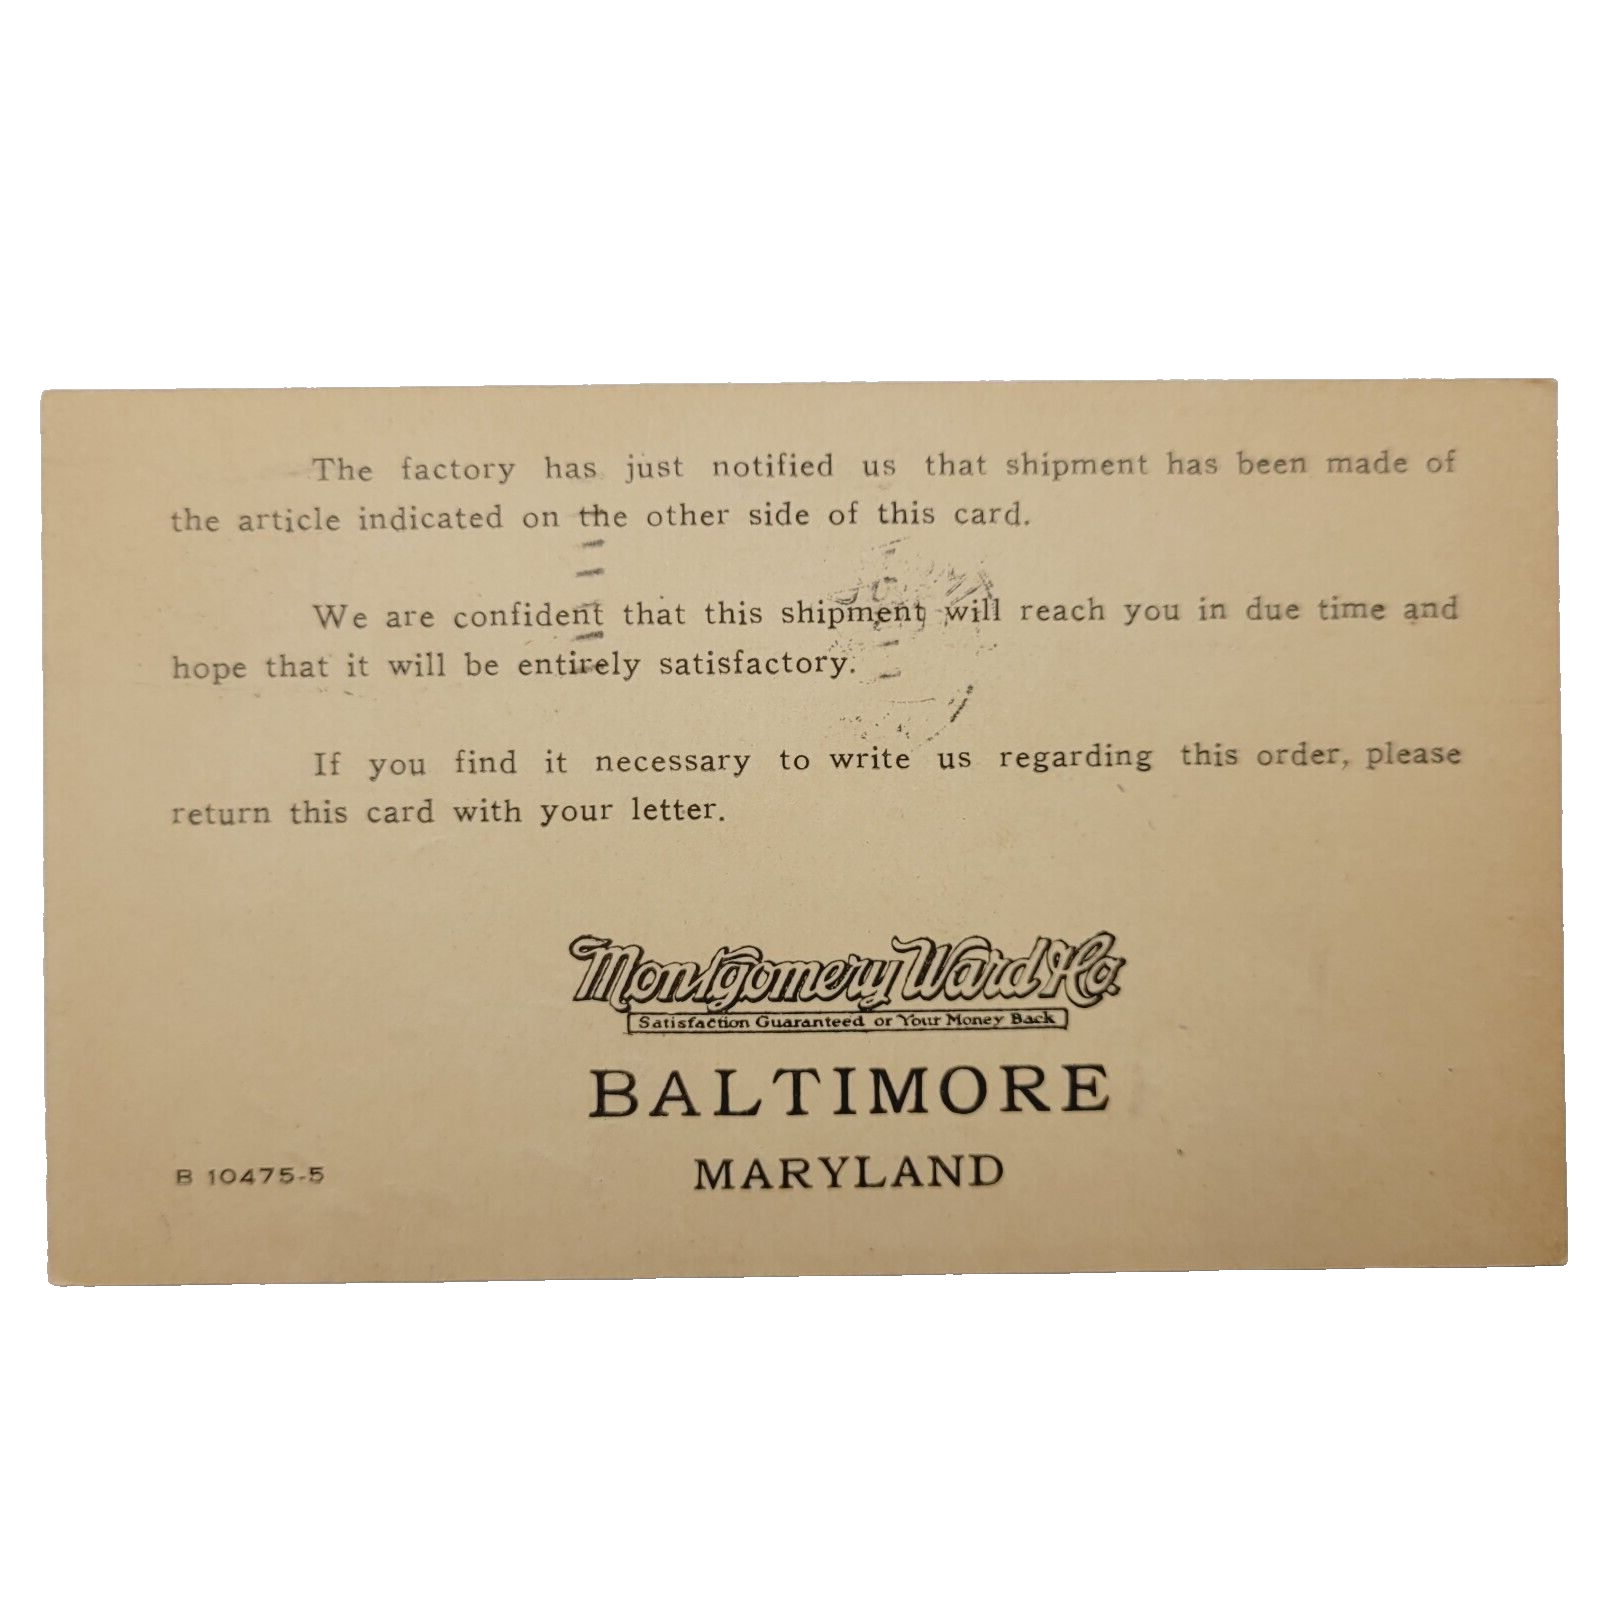 The factory has just notified us that shipment has been made of
the article indicated on the other side of this card.
We are confident that this shipment will reach you in due time and
hope that it will be entirely satisfactory.
If you find it necessary to write us regarding this order, please
return this card with your letter.
Montgomery Ward & Co.
Satisfaction Guaranteed or Your Money Back
BALTIMORE
MARYLAND
B 10475-5